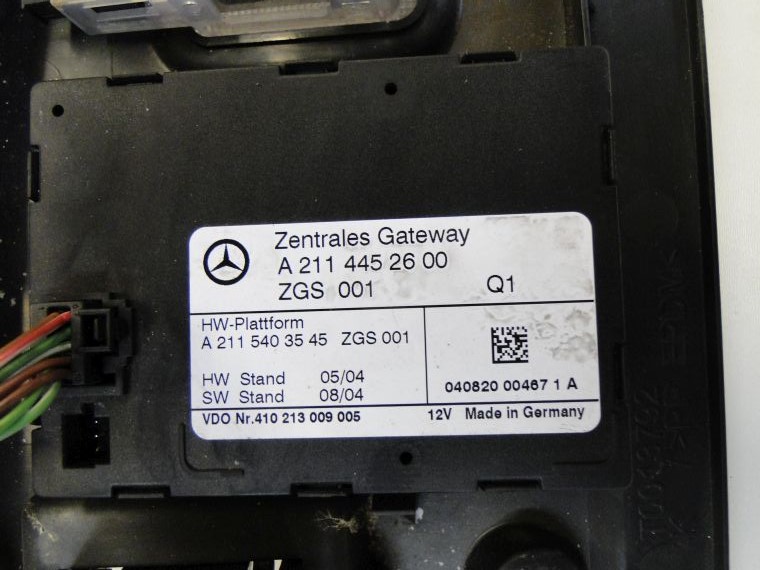 Zentrales Gateway
A 211 445 26 00
ZGS 001 Q1
HW-Plattform
A 211 540 35 45 ZGS 001
HW Stand 05/04
SW Stand 08/04
040820 00467 1 A
VDO Nr.410 213 009 005 12V Made in Germany